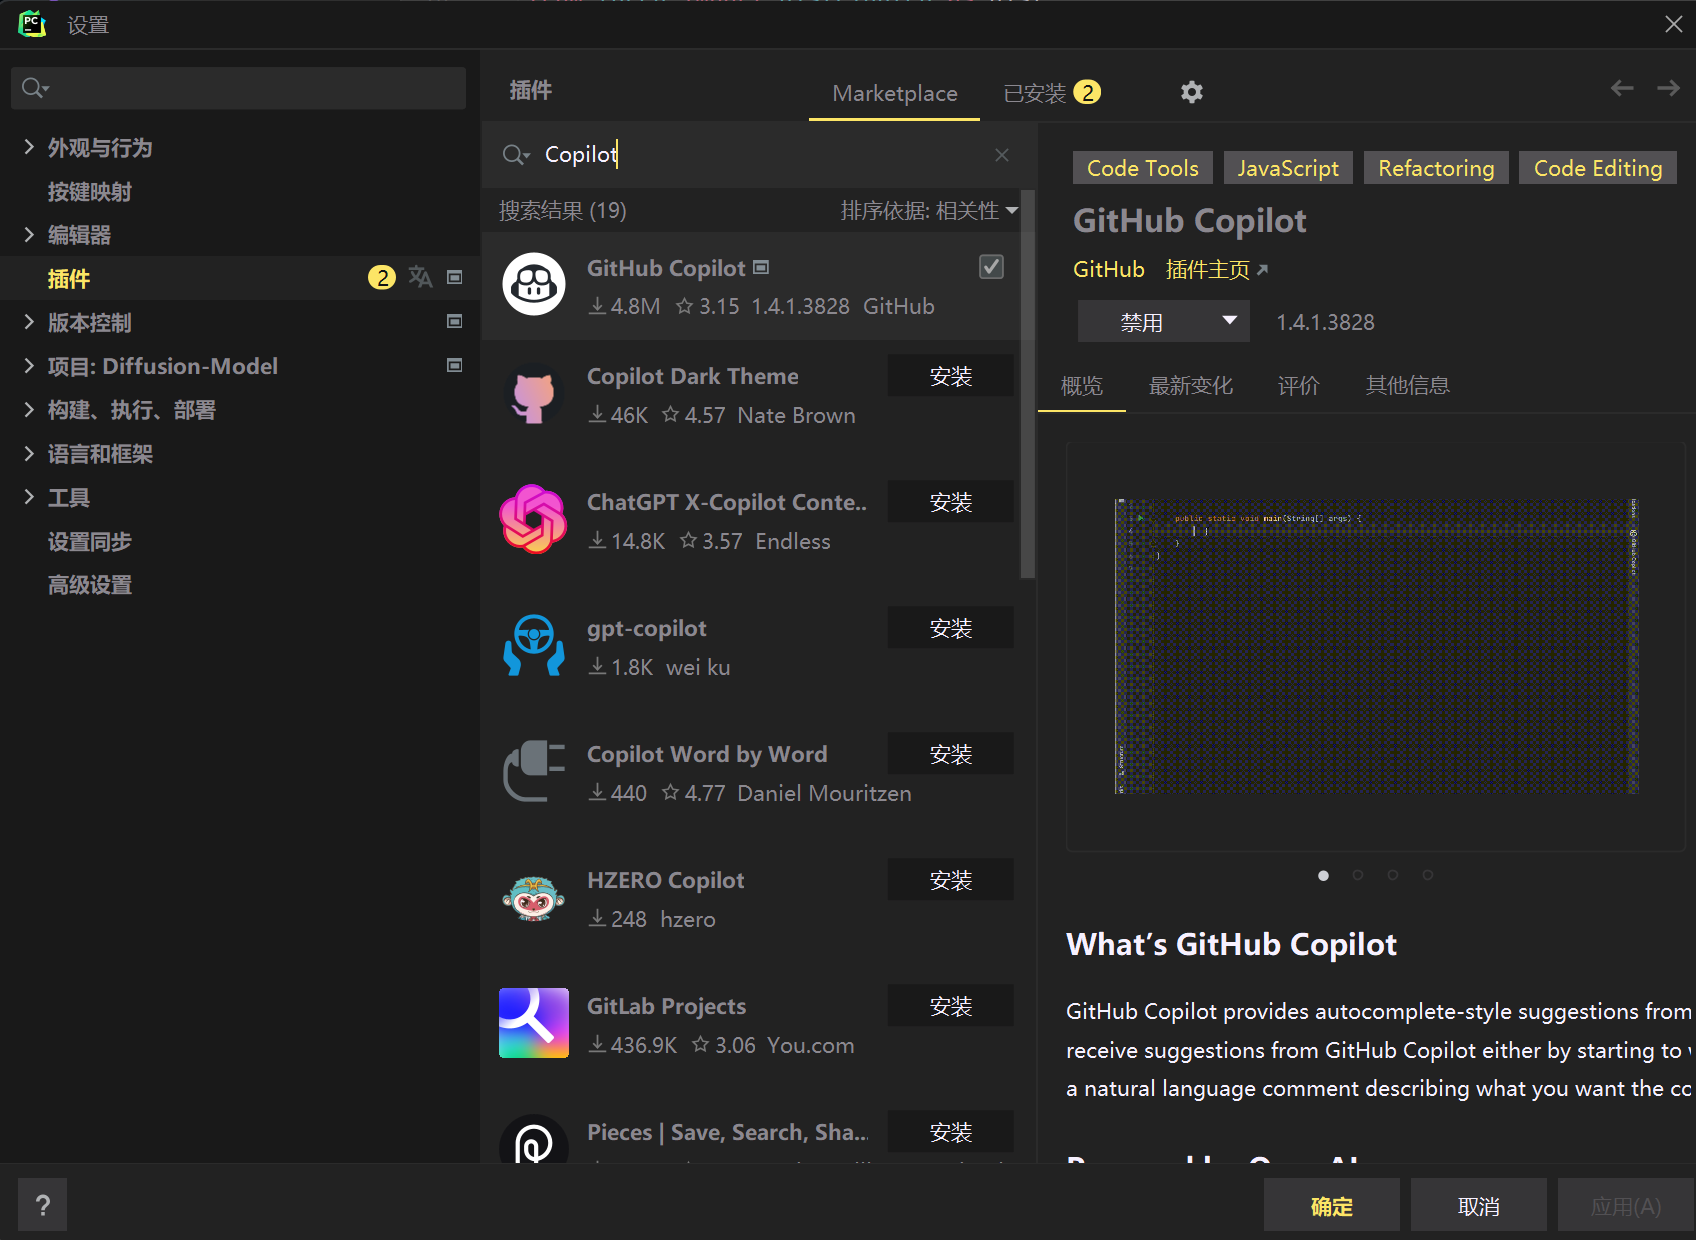 PC 设置
外观与行为
按键映射
编辑器
插件 2
版本控制
项目: Diffusion-Model
构建、执行、部署
语言和框架
工具
设置同步
高级设置
插件 Marketplace 已安装 2
Copilot
搜索结果 (19) 排序依据: 相关性
GitHub Copilot
4.8M 3.15 1.4.1.3828 GitHub
Copilot Dark Theme 安装
46K 4.57 Nate Brown
ChatGPT X-Copilot Conte.. 安装
14.8K 3.57 Endless
gpt-copilot 安装
1.8K wei ku
Copilot Word by Word 安装
440 4.77 Daniel Mouritzen
HZERO Copilot 安装
248 hzero
GitLab Projects 安装
436.9K 3.06 You.com
Pieces | Save, Search, Sha... 安装
Code Tools JavaScript Refactoring Code Editing
GitHub Copilot
GitHub 插件主页
禁用 1.4.1.3828
概览 最新变化 评价 其他信息
public static void main(String[] args) {
}
}
What’s GitHub Copilot
GitHub Copilot provides autocomplete-style suggestions from
receive suggestions from GitHub Copilot either by starting to
a natural language comment describing what you want the co
? 确定 取消 应用(A)